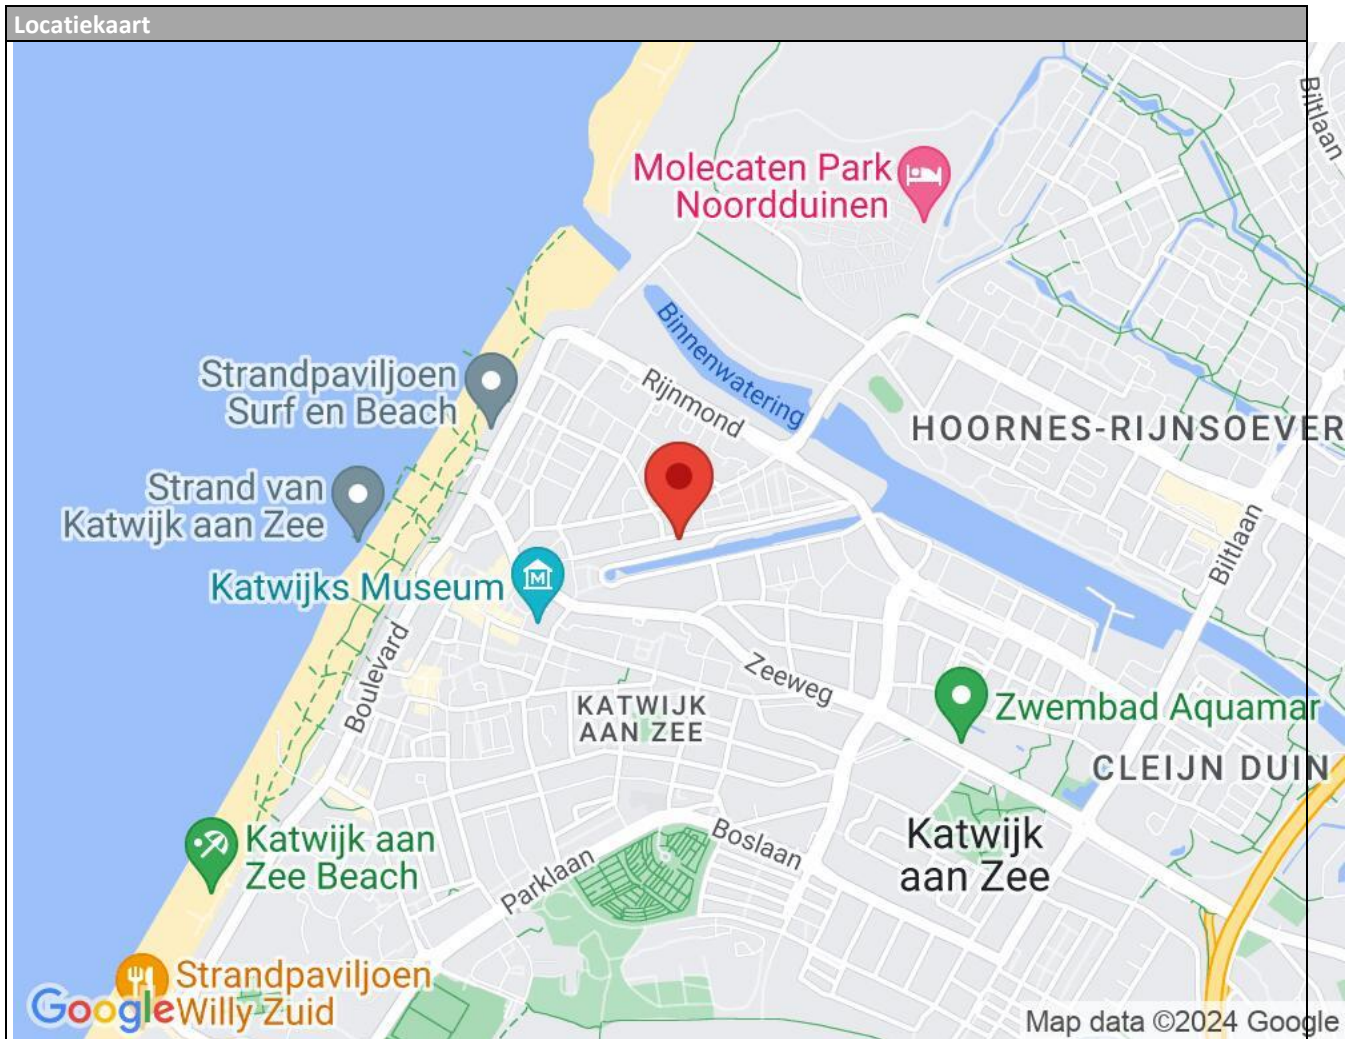 Locatiekaart
Biltlaan
Molecaten Park
Noordduinen
Binnenwatering
Strandpaviljoen
Surf en Beach
Rijnmond
HOORNES-RIJNSOEVER
Strand van
Katwijk aan Zee
Biltlaan
Katwijks Museum
Boulevard
Zeeweg
KATWIJK
AAN ZEE
Zwembad Aquamar
CLEIJN DUIN
Katwijk aan
Zee Beach
Parklaan
Boslaan
Katwijk
aan Zee
Strandpaviljoen
Willy Zuid
Google
Map data ©2024 Google